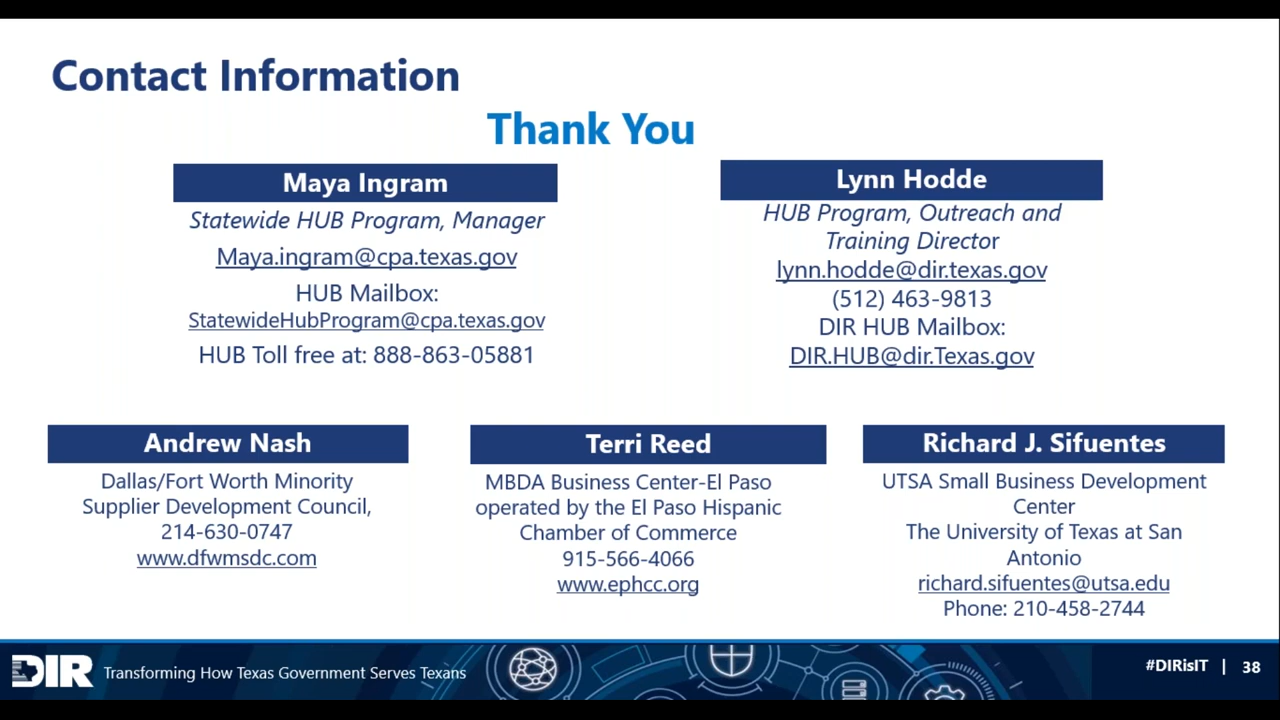 Contact Information
Thank You
Maya Ingram
Statewide HUB Program, Manager
Maya.ingram@cpa.texas.gov
HUB Mailbox:
StatewideHubProgram@cpa.texas.gov
HUB Toll free at: 888-863-05881
Lynn Hodde
HUB Program, Outreach and
Training Director
lynn.hodde@dir.texas.gov
(512) 463-9813
DIR HUB Mailbox:
DIR.HUB@dir.Texas.gov
Andrew Nash
Dallas/Fort Worth Minority
Supplier Development Council,
214-630-0747
www.dfwmsdc.com
Terri Reed
MBDA Business Center-El Paso
operated by the El Paso Hispanic
Chamber of Commerce
915-566-4066
www.ephcc.org
Richard J. Sifuentes
UTSA Small Business Development
Center
The University of Texas at San
Antonio
richard.sifuentes@utsa.edu
Phone: 210-458-2744
DIR Transforming How Texas Government Serves Texans
#DIRisIT | 38